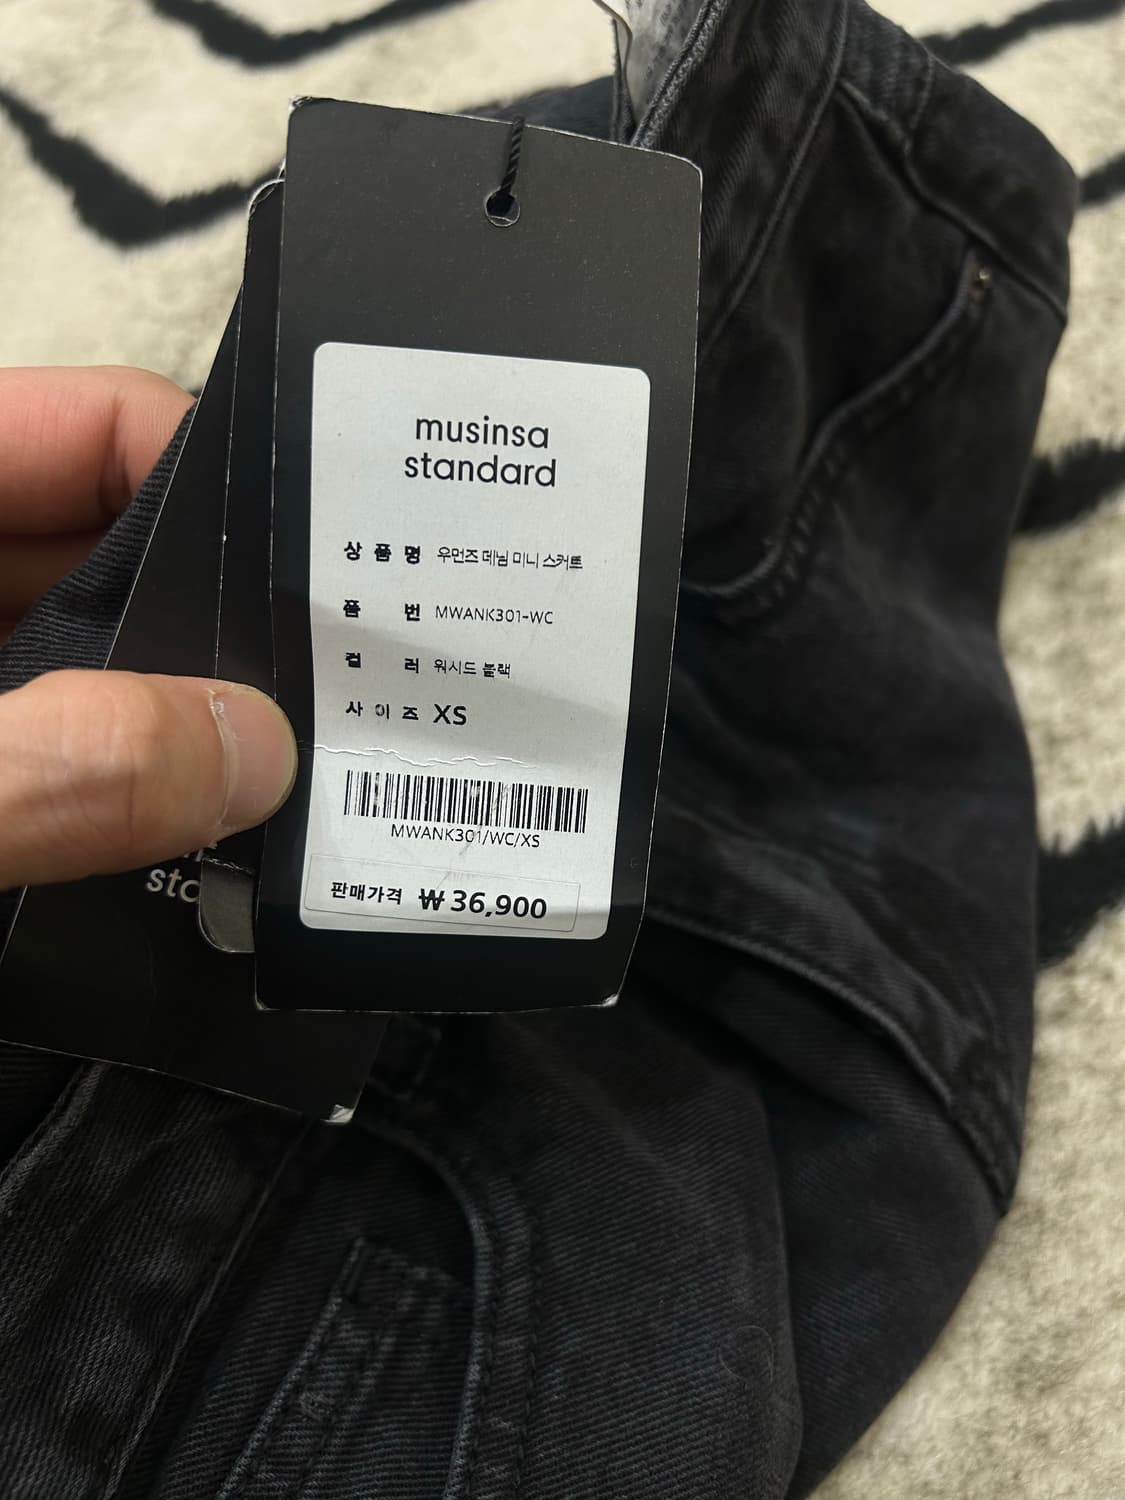 musinsa
standard
상품명 우먼즈 데님 미니 스커트
품번 MWANK301-WC
컬러 워시드 블랙
사이즈 XS
MWANK301/WC/XS
판매가격 ₩36,900